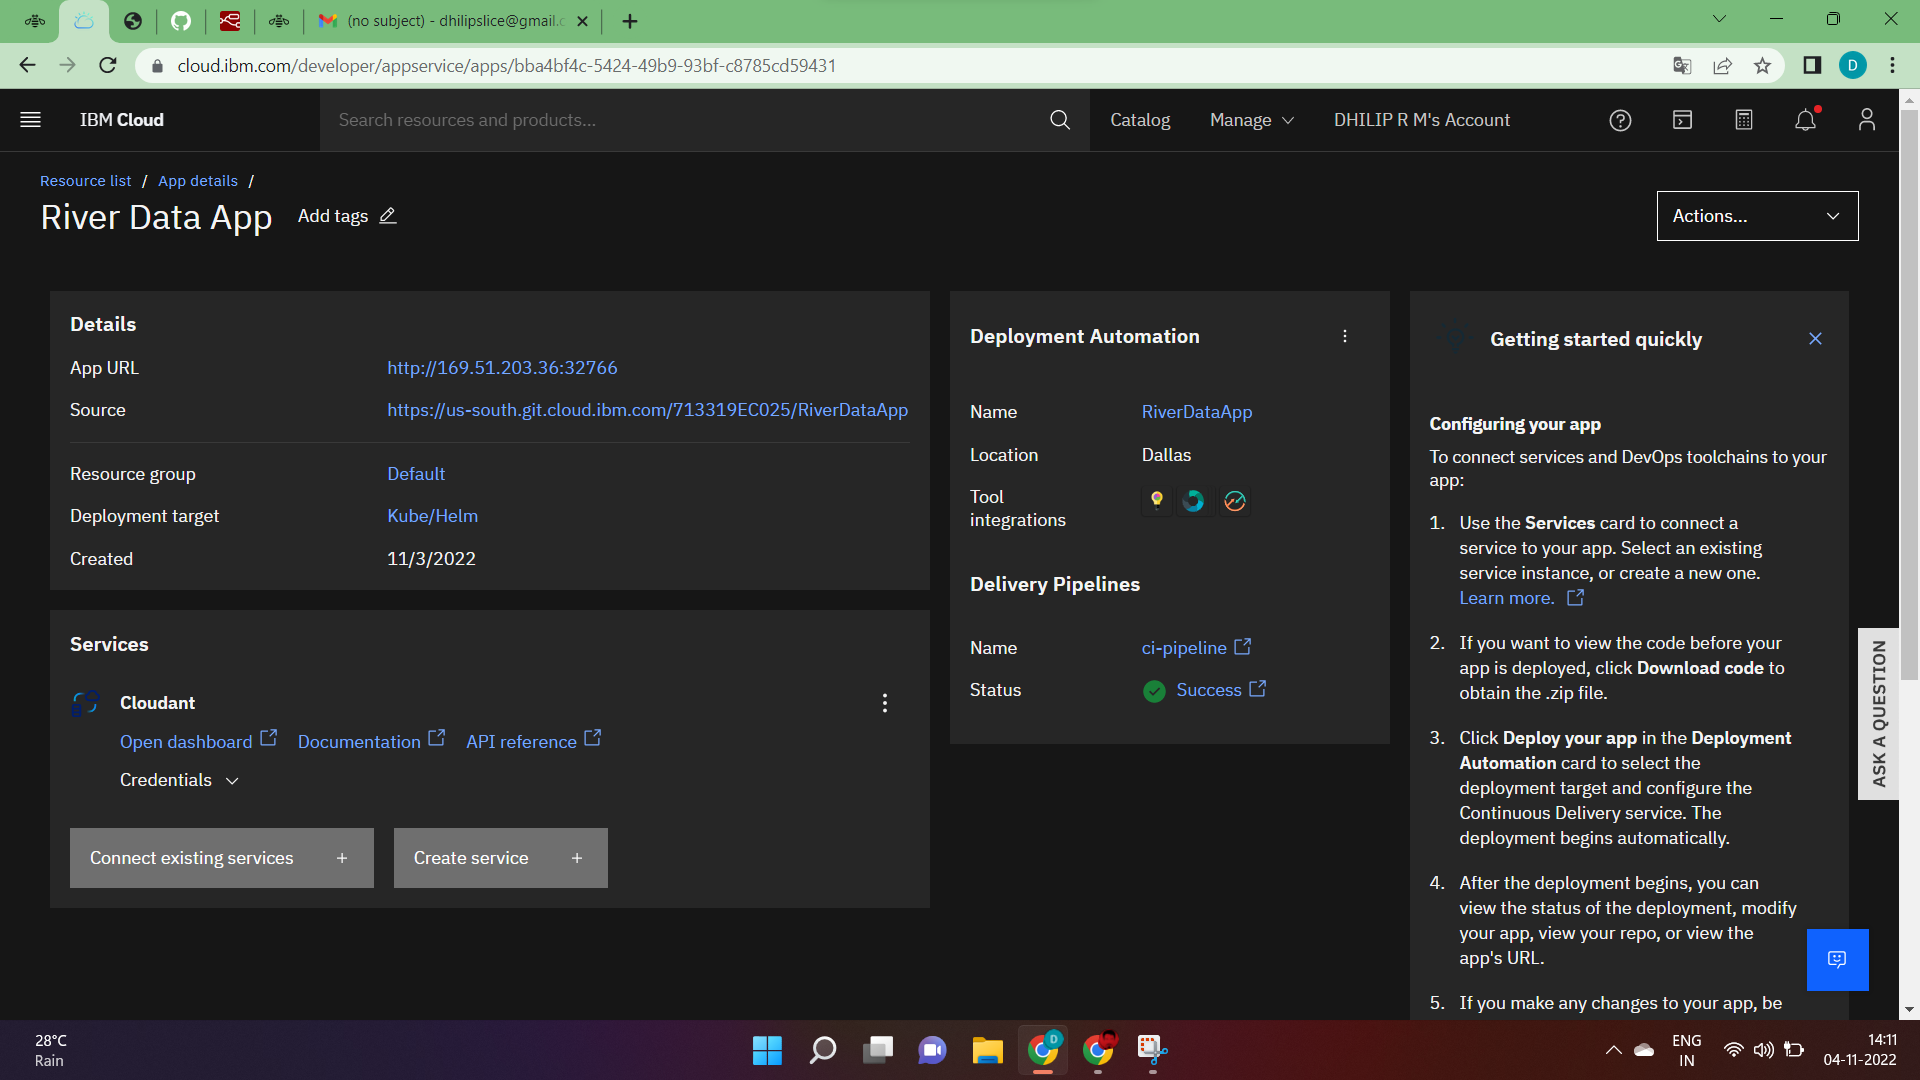 (no subject) - dhilipslice@gmail.c
cloud.ibm.com/developer/appservice/apps/bba4bf4c-5424-49b9-93bf-c8785cd59431
D
IBM Cloud
Search resources and products...
Catalog
Manage
DHILIP R M's Account
Resource list / App details /
River Data App
Add tags
Actions...
Details
App URL
http://169.51.203.36:32766
Source
https://us-south.git.cloud.ibm.com/713319EC025/RiverDataApp
Resource group
Default
Deployment target
Kube/Helm
Created
11/3/2022
Services
Cloudant
Open dashboard
Documentation
API reference
Credentials
Connect existing services +
Create service +
Deployment Automation
Name
RiverDataApp
Location
Dallas
Tool
integrations
Delivery Pipelines
Name
ci-pipeline
Status
Success
Getting started quickly
Configuring your app
To connect services and DevOps toolchains to your
app:
1. Use the Services card to connect a
service to your app. Select an existing
service instance, or create a new one.
Learn more.
2. If you want to view the code before your
app is deployed, click Download code to
obtain the .zip file.
3. Click Deploy your app in the Deployment
Automation card to select the
deployment target and configure the
Continuous Delivery service. The
deployment begins automatically.
4. After the deployment begins, you can
view the status of the deployment, modify
your app, view your repo, or view the
app's URL.
5. If you make any changes to your app, be
ASK A QUESTION
28°C
Rain
D
ENG
IN
14:11
04-11-2022